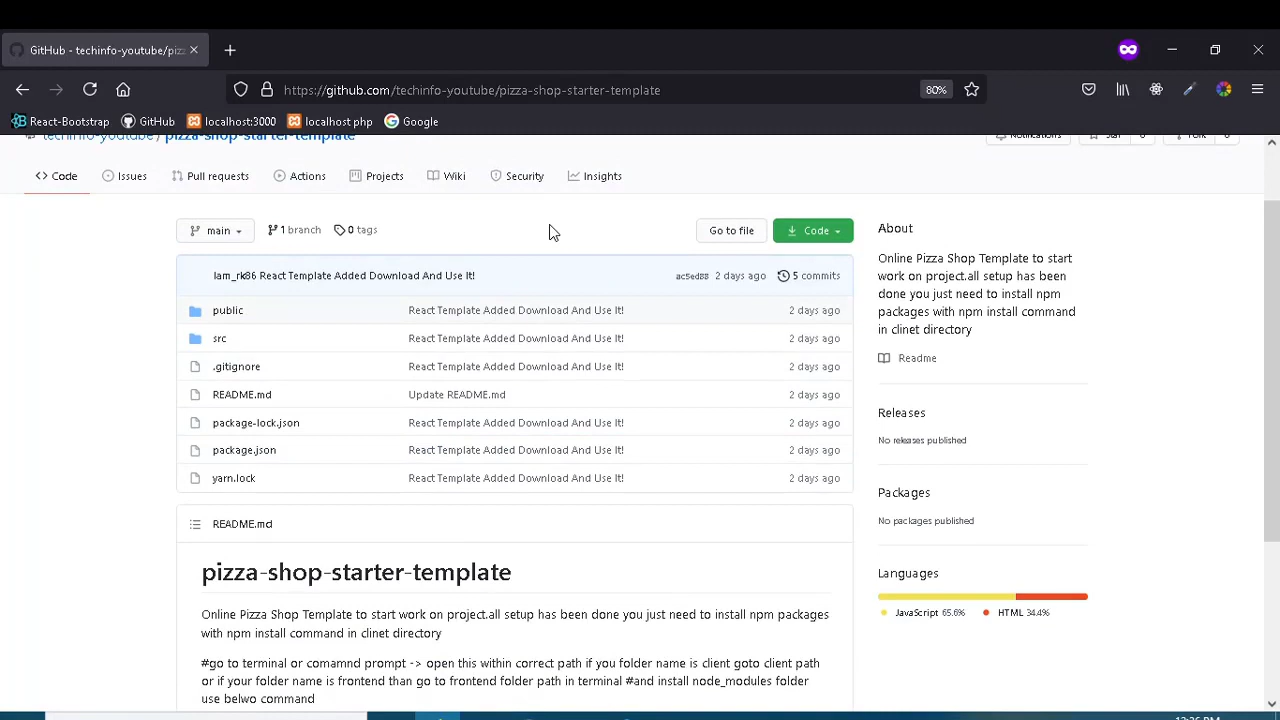 GitHub - techinfo-youtube/piz
https://github.com/techinfo-youtube/pizza-shop-starter-template
80%
React-Bootstrap GitHub localhost:3000 localhost php Google
techinfo-youtube / pizza-shop-starter-template
Notifications Star 0 Fork 0
Code Issues Pull requests Actions Projects Wiki Security Insights
main 1 branch 0 tags Go to file Code
Iam_rk86 React Template Added Download And Use It! ac5ed88 2 days ago 5 commits
public React Template Added Download And Use It! 2 days ago
src React Template Added Download And Use It! 2 days ago
.gitignore React Template Added Download And Use It! 2 days ago
README.md Update README.md 2 days ago
package-lock.json React Template Added Download And Use It! 2 days ago
package.json React Template Added Download And Use It! 2 days ago
yarn.lock React Template Added Download And Use It! 2 days ago
README.md
pizza-shop-starter-template
Online Pizza Shop Template to start work on project.all setup has been done you just need to install npm packages
with npm install command in clinet directory
#go to terminal or comamnd prompt -> open this within correct path if you folder name is client goto client path
or if your folder name is frontend than go to frontend folder path in terminal #and install node_modules folder
use belwo command
About
Online Pizza Shop Template to start
work on project.all setup has been
done you just need to install npm
packages with npm install command
in clinet directory
Readme
Releases
No releases published
Packages
No packages published
Languages
JavaScript 65.6% HTML 34.4%
12:36 PM